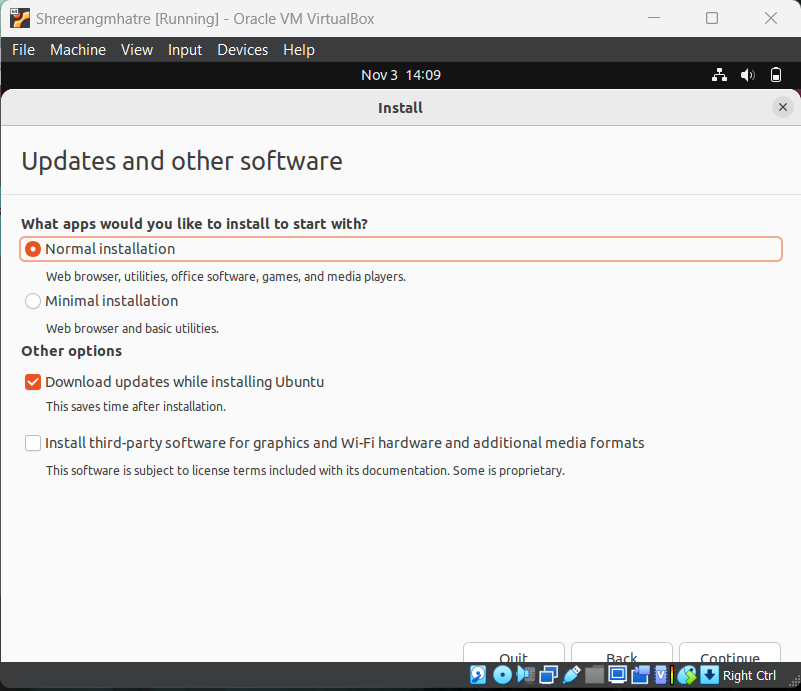 Shreerangmhatre [Running] - Oracle VM VirtualBox
File Machine View Input Devices Help
Nov 3 14:09
Install
Updates and other software
What apps would you like to install to start with?
Normal installation
Web browser, utilities, office software, games, and media players.
Minimal installation
Web browser and basic utilities.
Other options
Download updates while installing Ubuntu
This saves time after installation.
Install third-party software for graphics and Wi-Fi hardware and additional media formats
This software is subject to license terms included with its documentation. Some is proprietary.
Quit Back Continue
Right Ctrl